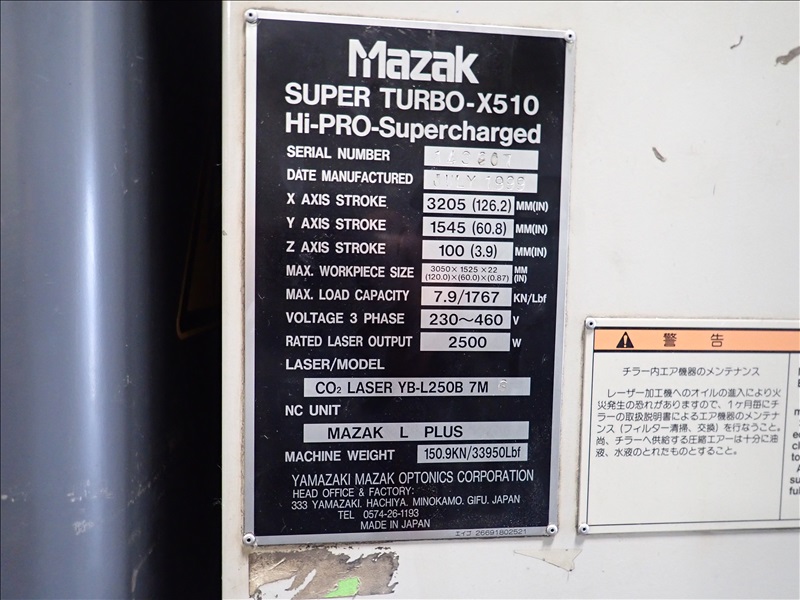 Mazak
SUPER TURBO-X510
Hi-PRO-Supercharged
SERIAL NUMBER
DATE MANUFACTURED JULY 1999
X AXIS STROKE 3205 (126.2) MM(IN)
Y AXIS STROKE 1545 (60.8) MM(IN)
Z AXIS STROKE 100 (3.9) MM(IN)
MAX. WORKPIECE SIZE 3050×1525×22 MM
(120.0)×(60.0)×(0.87) (IN)
MAX. LOAD CAPACITY 7.9/1767 KN/Lbf
VOLTAGE 3 PHASE 230～460 V
RATED LASER OUTPUT 2500 W
LASER/MODEL
CO₂ LASER YB-L250B 7M
NC UNIT
MAZAK L PLUS
MACHINE WEIGHT 150.9KN/33950Lbf
YAMAZAKI MAZAK OPTONICS CORPORATION
HEAD OFFICE & FACTORY:
333 YAMAZAKI. HACHIYA. MINOKAMO. GIFU. JAPAN
TEL 0574-26-1193
MADE IN JAPAN
エイコ 26691802521
警 告
チラー内エア機器のメンテナンス
レーザー加工機へのオイルの進入により火
災発生の恐れがありますので、1ヶ月毎にチ
ラーの取扱説明書によるエア機器のメンテナ
ンス（フィルター清掃、交換）を行なうこと。
尚、チラーへ供給する圧縮エアーは十分に油
液、水液のとれたものとすること。